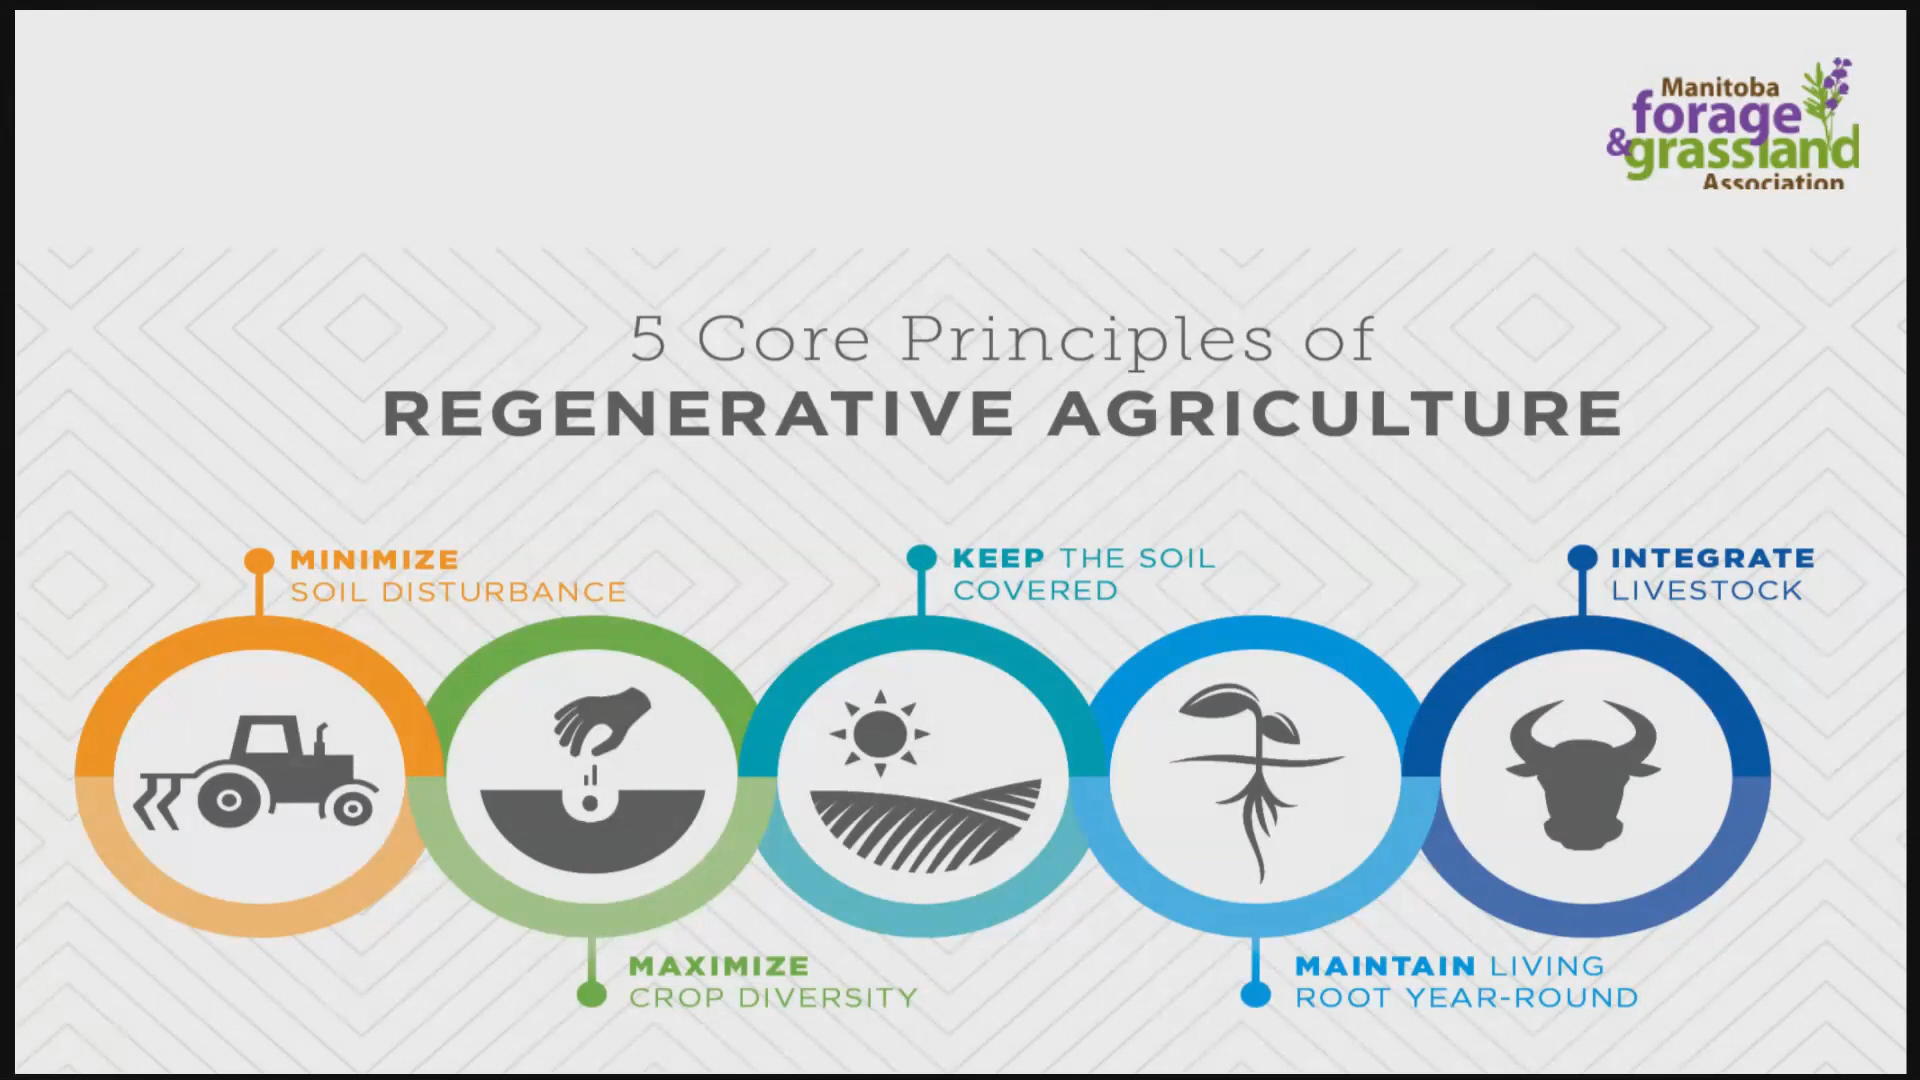 Manitoba
forage
& grassland
Association
5 Core Principles of
REGENERATIVE AGRICULTURE
MINIMIZE
SOIL DISTURBANCE
KEEP THE SOIL
COVERED
INTEGRATE
LIVESTOCK
MAXIMIZE
CROP DIVERSITY
MAINTAIN LIVING
ROOT YEAR-ROUND